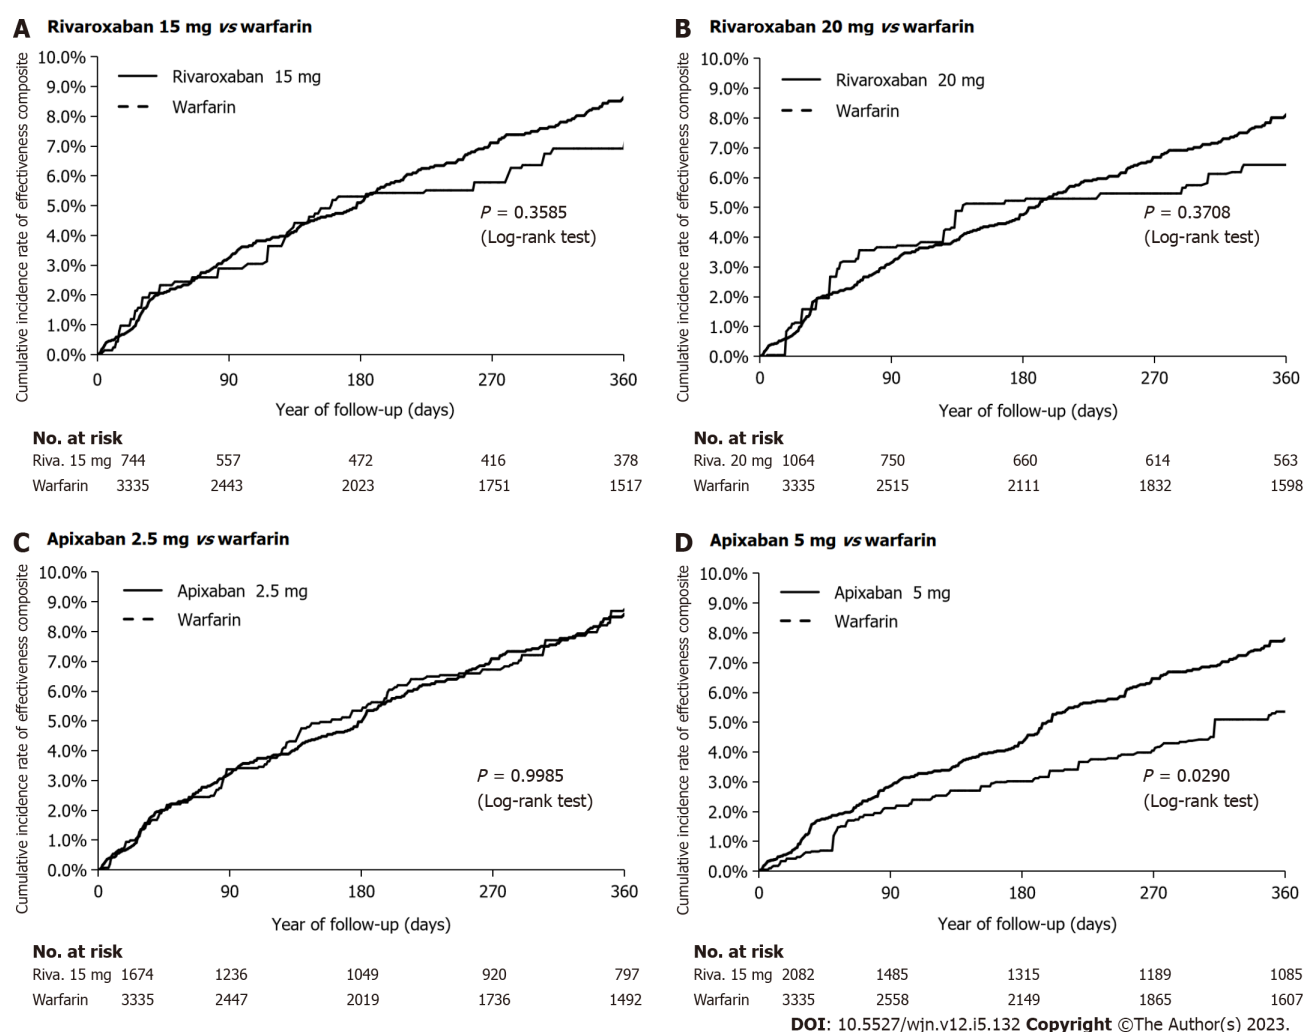 A Rivaroxaban 15 mg vs warfarin
Cumulative incidence rate of effectiveness composite
10.0%
9.0%
8.0%
7.0%
6.0%
5.0%
4.0%
3.0%
2.0%
1.0%
0.0%
Rivaroxaban 15 mg
Warfarin
P = 0.3585
(Log-rank test)
0 90 180 270 360
Year of follow-up (days)
No. at risk
Riva. 15 mg 744 557 472 416 378
Warfarin 3335 2443 2023 1751 1517
B Rivaroxaban 20 mg vs warfarin
Cumulative incidence rate of effectiveness composite
10.0%
9.0%
8.0%
7.0%
6.0%
5.0%
4.0%
3.0%
2.0%
1.0%
0.0%
Rivaroxaban 20 mg
Warfarin
P = 0.3708
(Log-rank test)
0 90 180 270 360
Year of follow-up (days)
No. at risk
Riva. 20 mg 1064 750 660 614 563
Warfarin 3335 2515 2111 1832 1598
C Apixaban 2.5 mg vs warfarin
Cumulative incidence rate of effectiveness composite
10.0%
9.0%
8.0%
7.0%
6.0%
5.0%
4.0%
3.0%
2.0%
1.0%
0.0%
Apixaban 2.5 mg
Warfarin
P = 0.9985
(Log-rank test)
0 90 180 270 360
Year of follow-up (days)
No. at risk
Riva. 15 mg 1674 1236 1049 920 797
Warfarin 3335 2447 2019 1736 1492
D Apixaban 5 mg vs warfarin
Cumulative incidence rate of effectiveness composite
10.0%
9.0%
8.0%
7.0%
6.0%
5.0%
4.0%
3.0%
2.0%
1.0%
0.0%
Apixaban 5 mg
Warfarin
P = 0.0290
(Log-rank test)
0 90 180 270 360
Year of follow-up (days)
No. at risk
Riva. 15 mg 2082 1485 1315 1189 1085
Warfarin 3335 2558 2149 1865 1607
DOI: 10.5527/wjn.v12.i5.132 Copyright ©The Author(s) 2023.